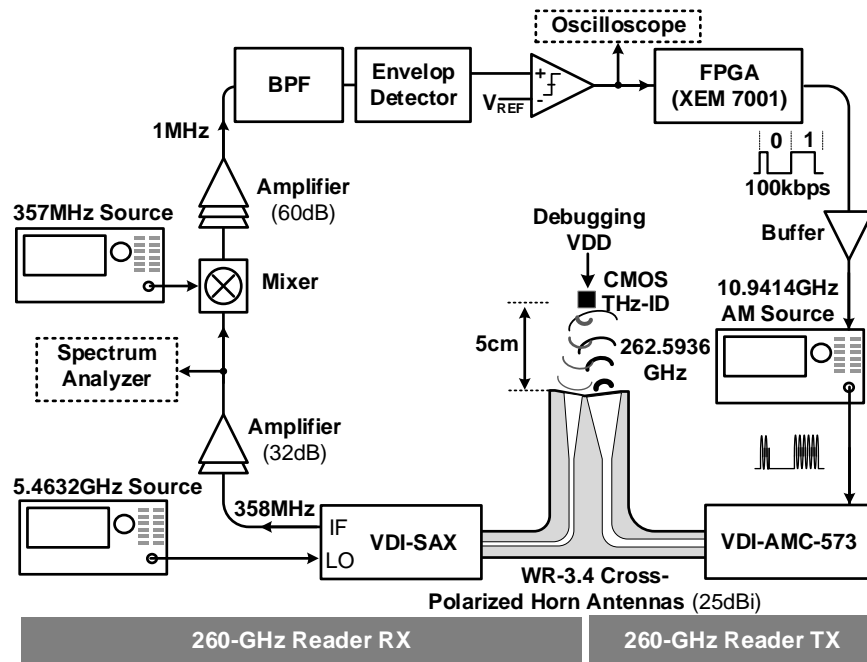 Oscilloscope
BPF
Envelop
Detector
+
-
VREF
FPGA
(XEM 7001)
1MHz
0 1
100kbps
Amplifier
(60dB)
357MHz Source
Debugging
VDD
Buffer
Mixer
CMOS
THz-ID
10.9414GHz
AM Source
5cm
262.5936
GHz
Spectrum
Analyzer
Amplifier
(32dB)
5.4632GHz Source
358MHz
IF
LO
VDI-SAX
VDI-AMC-573
WR-3.4 Cross-
Polarized Horn Antennas (25dBi)
260-GHz Reader RX
260-GHz Reader TX